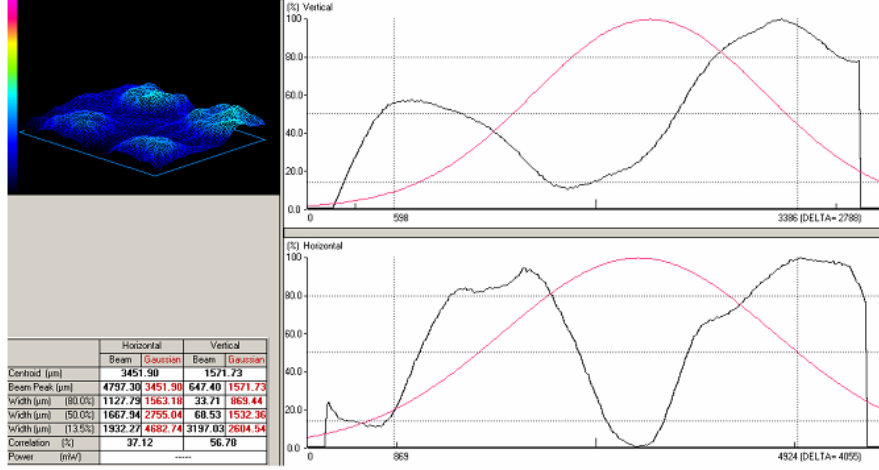 (%) Vertical
100
80.0
60.0
40.0
20.0
0.0
0 598 3386 (DELTA= 2788)
(%) Horizontal
100
80.0
60.0
40.0
20.0
0 869 4924 (DELTA= 4055)
Horizontal Vertical
Beam Gaussian Beam Gaussian
Centroid (µm) 3451.90 1571.73
Beam Peak (µm) 4797.30 3451.90 647.40 1571.73
Width (µm) (80.0%) 1127.79 1563.18 33.71 869.44
Width (µm) (50.0%) 1667.94 2755.04 68.53 1532.36
Width (µm) (13.5%) 1932.27 4682.74 3197.03 2604.54
Correlation (%) 37.12 56.78
Power (mW) -----